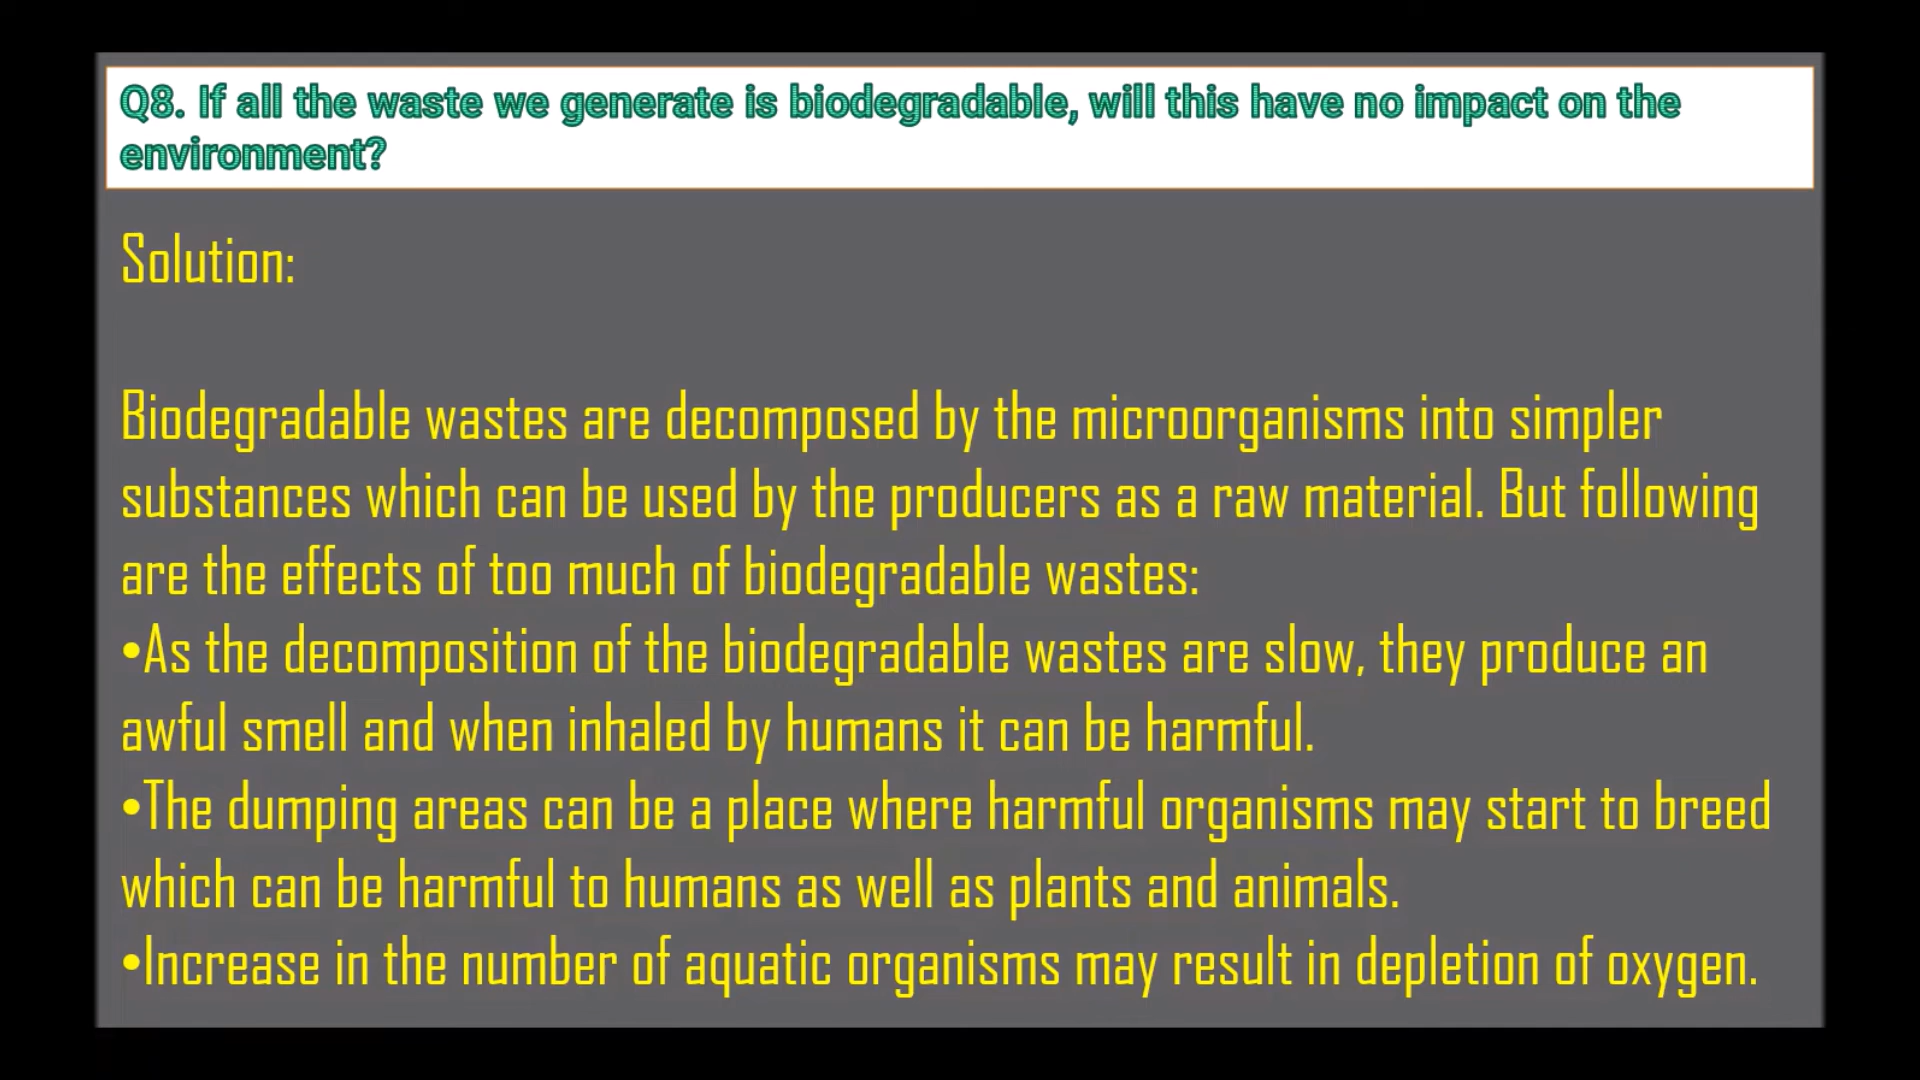 Q8. If all the waste we generate is biodegradable, will this have no impact on the
environment?
Solution:
Biodegradable wastes are decomposed by the microorganisms into simpler
substances which can be used by the producers as a raw material. But following
are the effects of too much of biodegradable wastes:
•As the decomposition of the biodegradable wastes are slow, they produce an
awful smell and when inhaled by humans it can be harmful.
•The dumping areas can be a place where harmful organisms may start to breed
which can be harmful to humans as well as plants and animals.
•Increase in the number of aquatic organisms may result in depletion of oxygen.